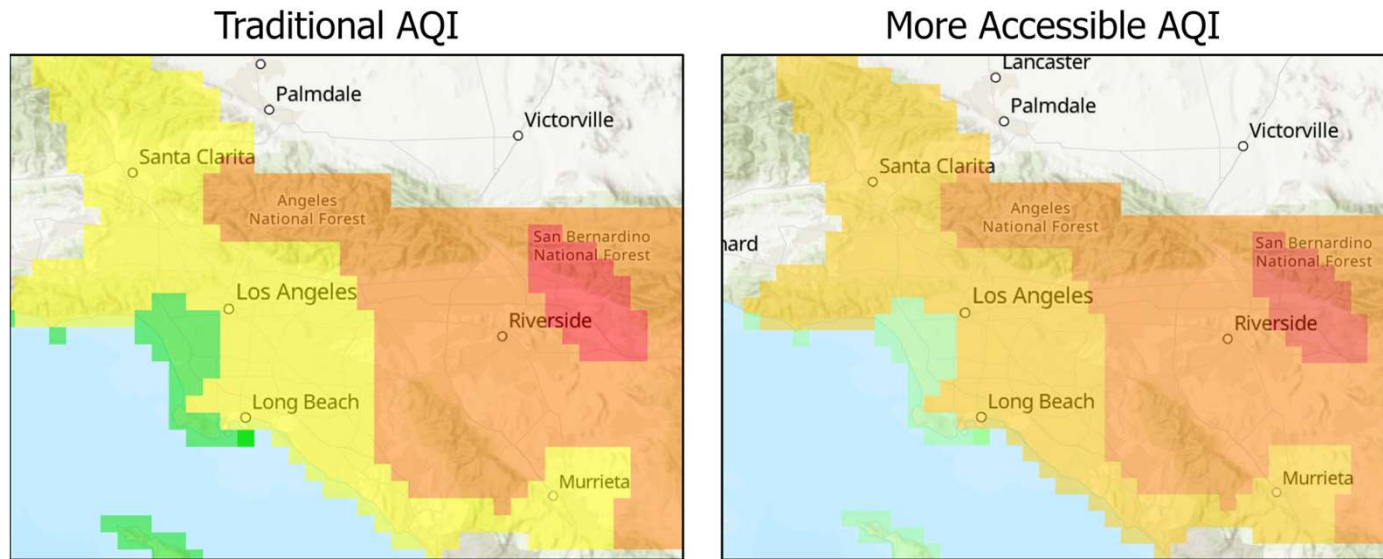 Traditional AQI
Palmdale
Victorville
Santa Clarita
Angeles
National Forest
San Bernardino
National Forest
Los Angeles
Riverside
Long Beach
Murrieta
More Accessible AQI
Lancaster
Palmdale
Victorville
Santa Clarita
Angeles
National Forest
nard
San Bernardino
National Forest
Los Angeles
Riverside
Long Beach
Murrieta